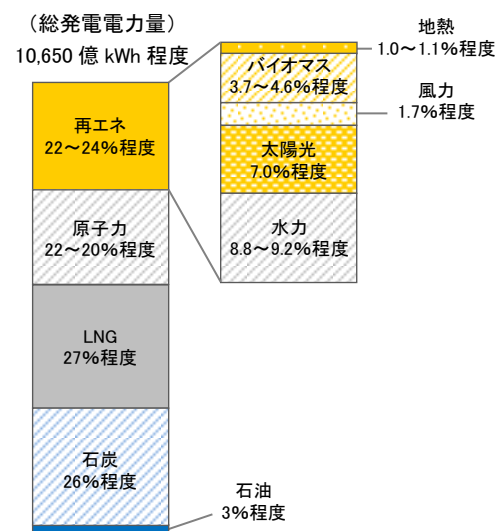 （総発電電力量）
10,650 億 kWh 程度
再エネ
22～24%程度
原子力
22～20%程度
LNG
27%程度
石炭
26%程度
石油
3%程度
地熱
1.0～1.1%程度
バイオマス
3.7～4.6%程度
風力
1.7%程度
太陽光
7.0%程度
水力
8.8～9.2%程度